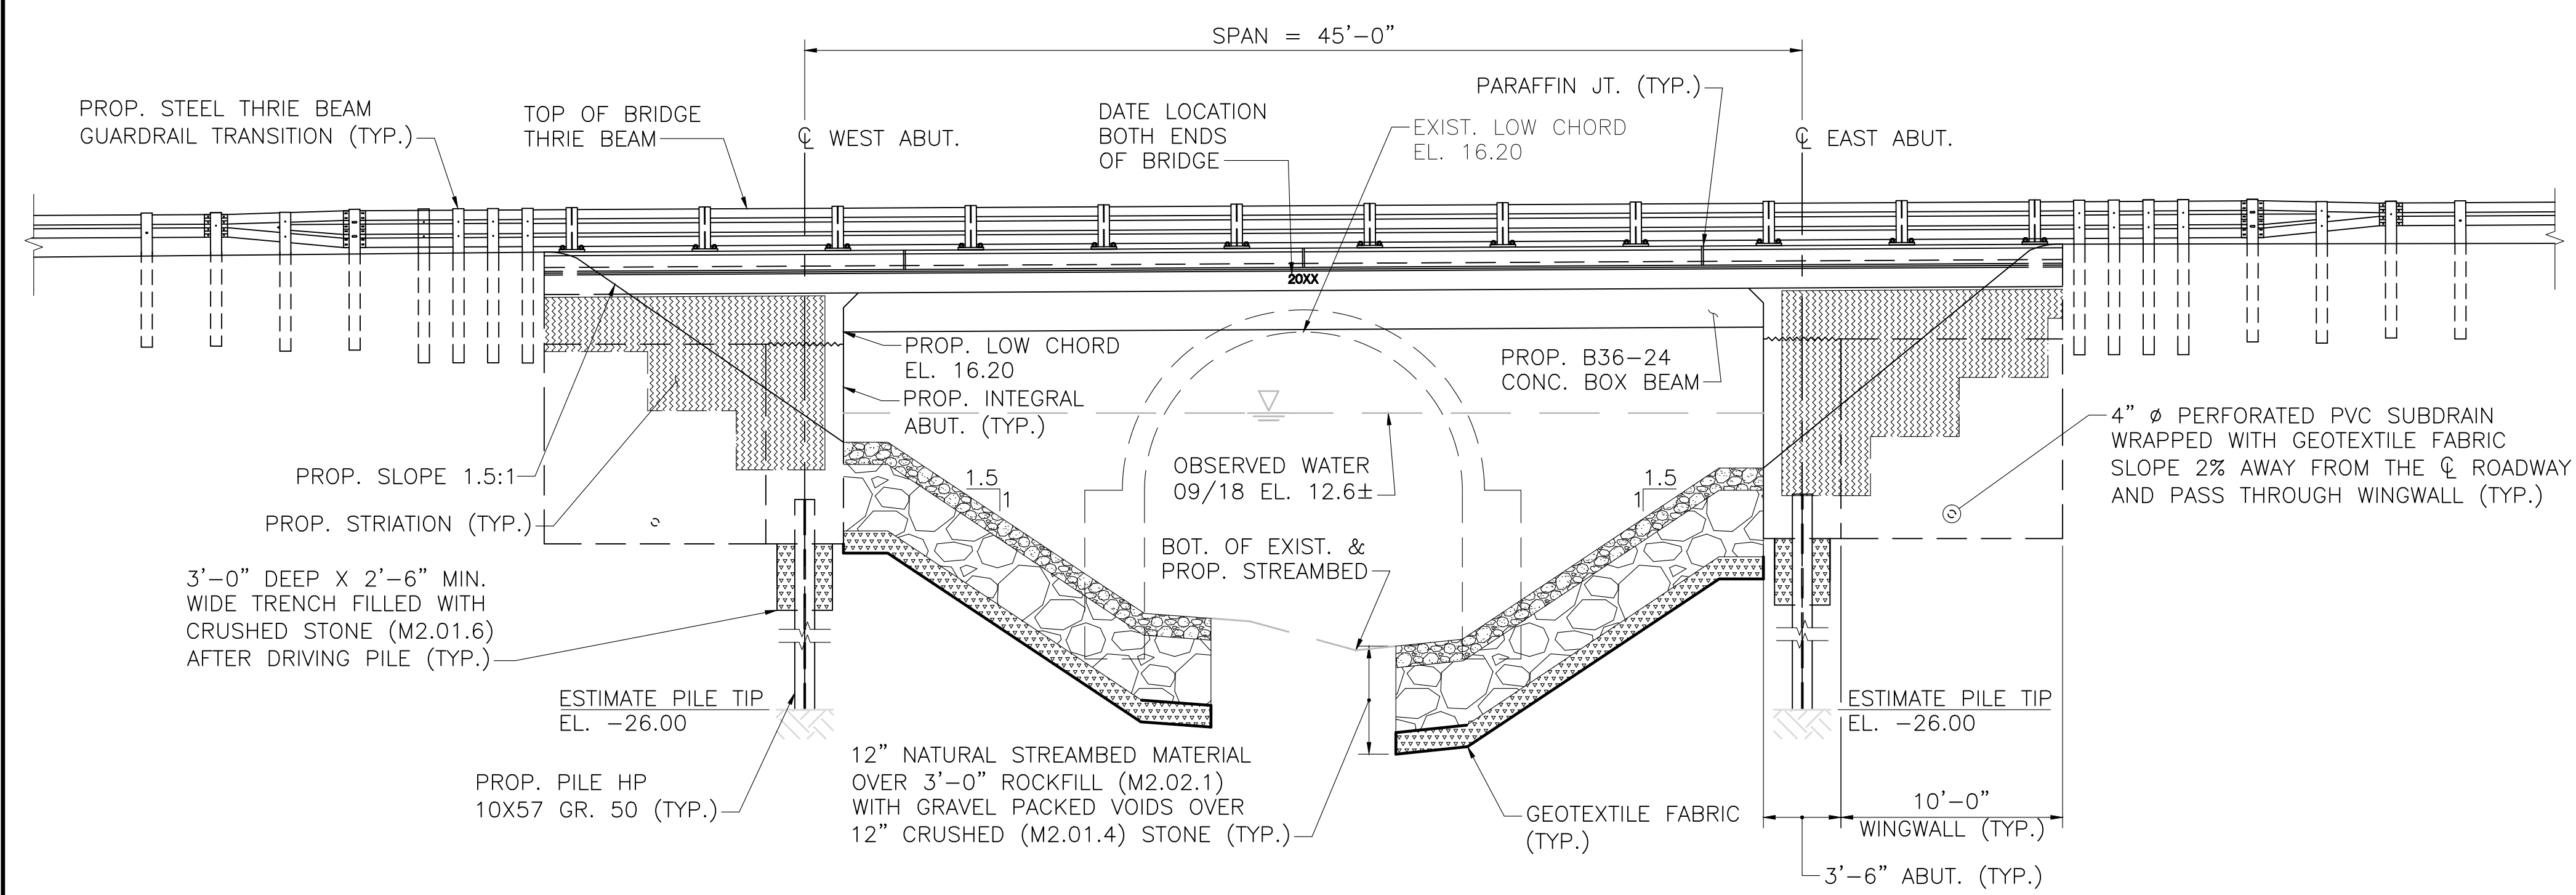 SPAN = 45'-0"
PROP. STEEL THRIE BEAM
GUARDRAIL TRANSITION (TYP.)
TOP OF BRIDGE
THRIE BEAM
℄ WEST ABUT.
DATE LOCATION
BOTH ENDS
OF BRIDGE
EXIST. LOW CHORD
EL. 16.20
PARAFFIN JT. (TYP.)
℄ EAST ABUT.
20XX
PROP. LOW CHORD
EL. 16.20
PROP. INTEGRAL
ABUT. (TYP.)
PROP. B36-24
CONC. BOX BEAM
4" ø PERFORATED PVC SUBDRAIN
WRAPPED WITH GEOTEXTILE FABRIC
SLOPE 2% AWAY FROM THE ℄ ROADWAY
AND PASS THROUGH WINGWALL (TYP.)
PROP. SLOPE 1.5:1
PROP. STRIATION (TYP.)
1.5
1
OBSERVED WATER
09/18 EL. 12.6±
1.5
1
BOT. OF EXIST. &
PROP. STREAMBED
3'-0" DEEP X 2'-6" MIN.
WIDE TRENCH FILLED WITH
CRUSHED STONE (M2.01.6)
AFTER DRIVING PILE (TYP.)
ESTIMATE PILE TIP
EL. -26.00
ESTIMATE PILE TIP
EL. -26.00
PROP. PILE HP
10X57 GR. 50 (TYP.)
12" NATURAL STREAMBED MATERIAL
OVER 3'-0" ROCKFILL (M2.02.1)
WITH GRAVEL PACKED VOIDS OVER
12" CRUSHED (M2.01.4) STONE (TYP.)
GEOTEXTILE FABRIC
(TYP.)
10'-0"
WINGWALL (TYP.)
3'-6" ABUT. (TYP.)